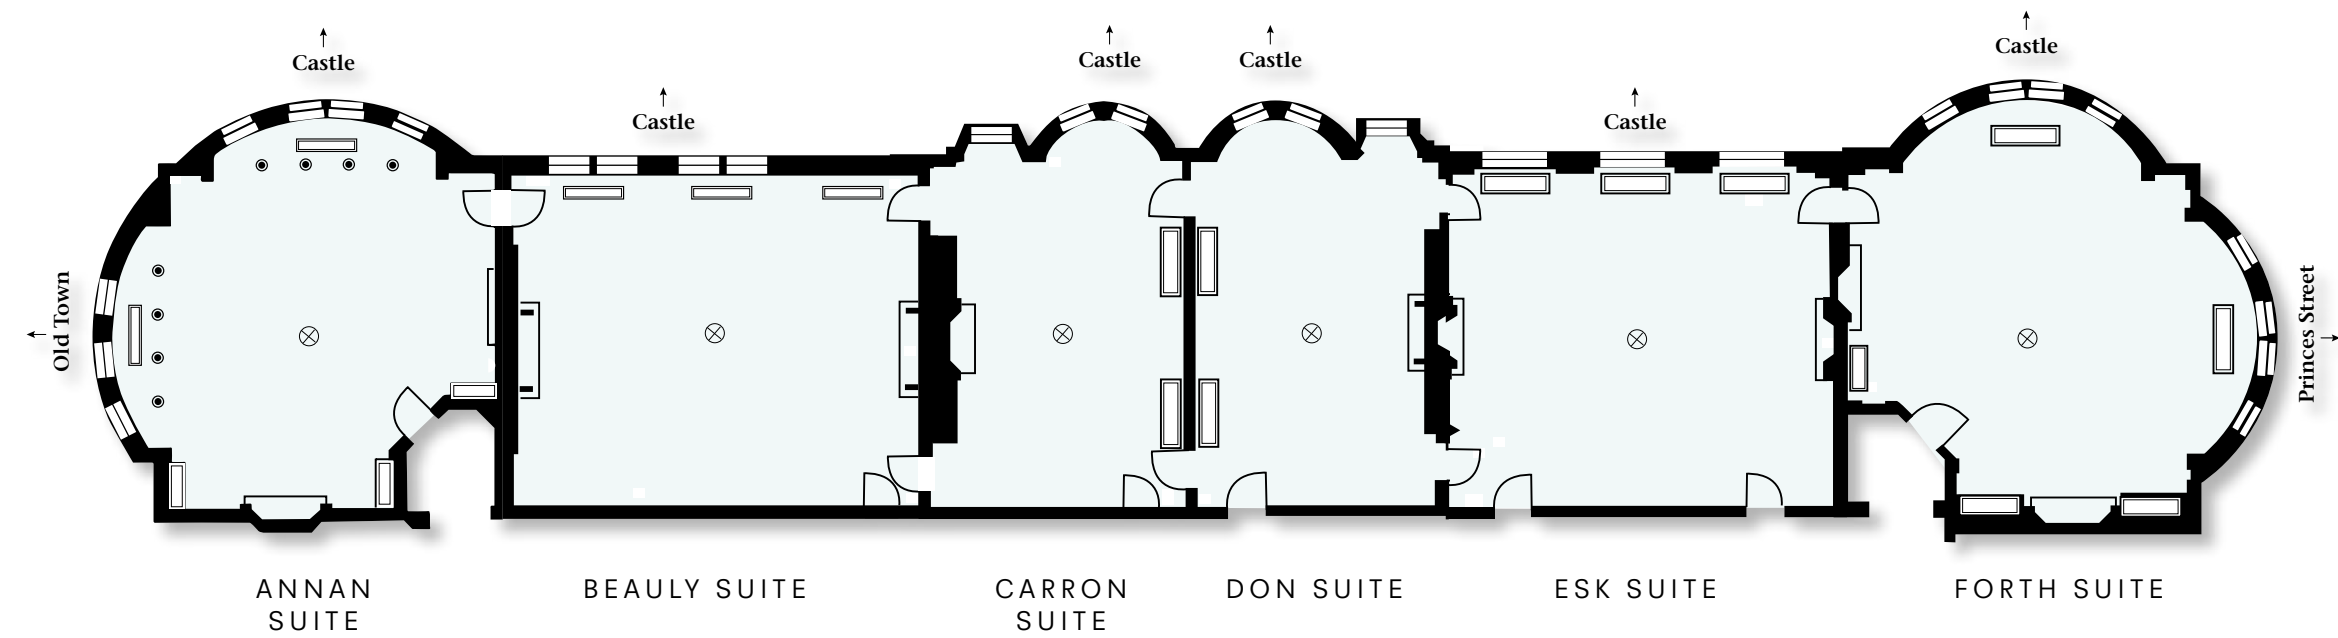 Castle
Castle
Castle
Castle
Castle
Castle
Old Town
Princes Street
ANNAN
SUITE
BEAULY SUITE
CARRON
SUITE
DON SUITE
ESK SUITE
FORTH SUITE